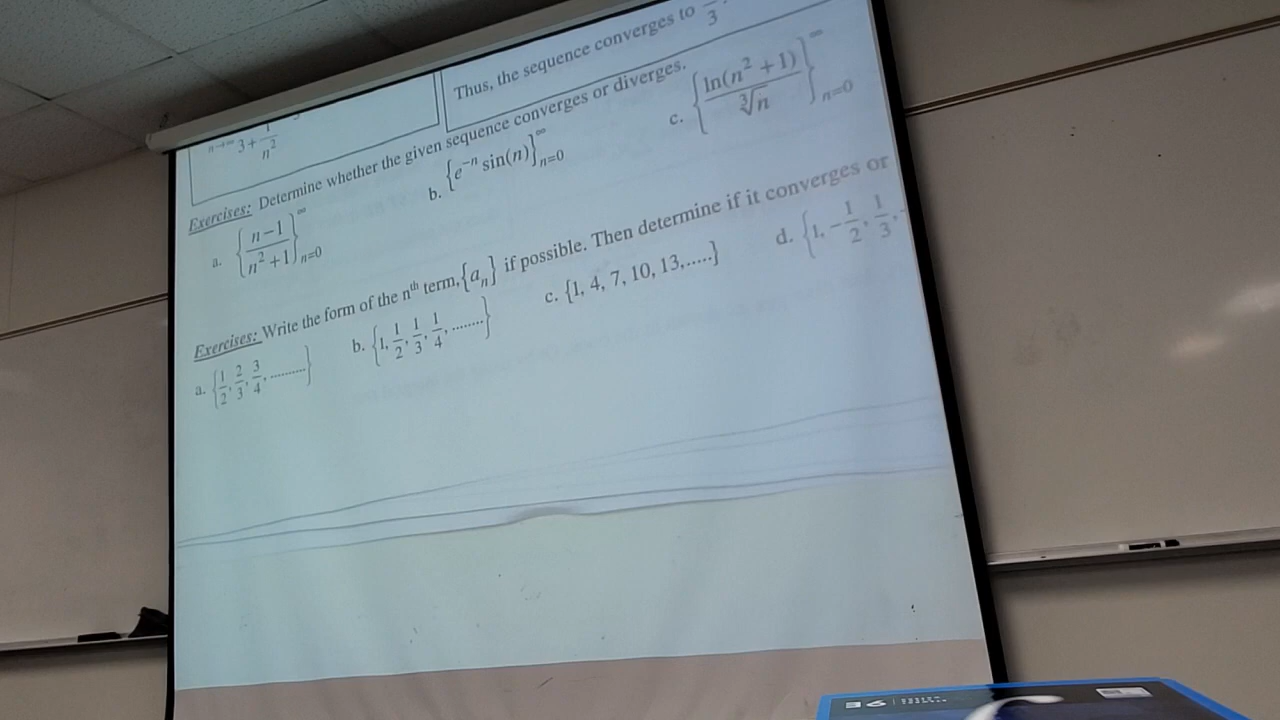 Thus, the sequence converges to —/3.
n→∞ 3 + 1/n²
Exercises: Determine whether the given sequence converges or diverges.
a. {(n−1)/(n²+1)}^∞_{n=0} b. {e^{−n} sin(n)}^∞_{n=0} c. {ln(n²+1)/∛n}^∞_{n=0}
Exercises: Write the form of the n^th term, {a_n} if possible. Then determine if it converges or
a. {1/2, 2/3, 3/4, ..........} b. {1, 1/2, 1/3, 1/4, ........} c. {1, 4, 7, 10, 13, .....} d. {1, −1/2, 1/3, -